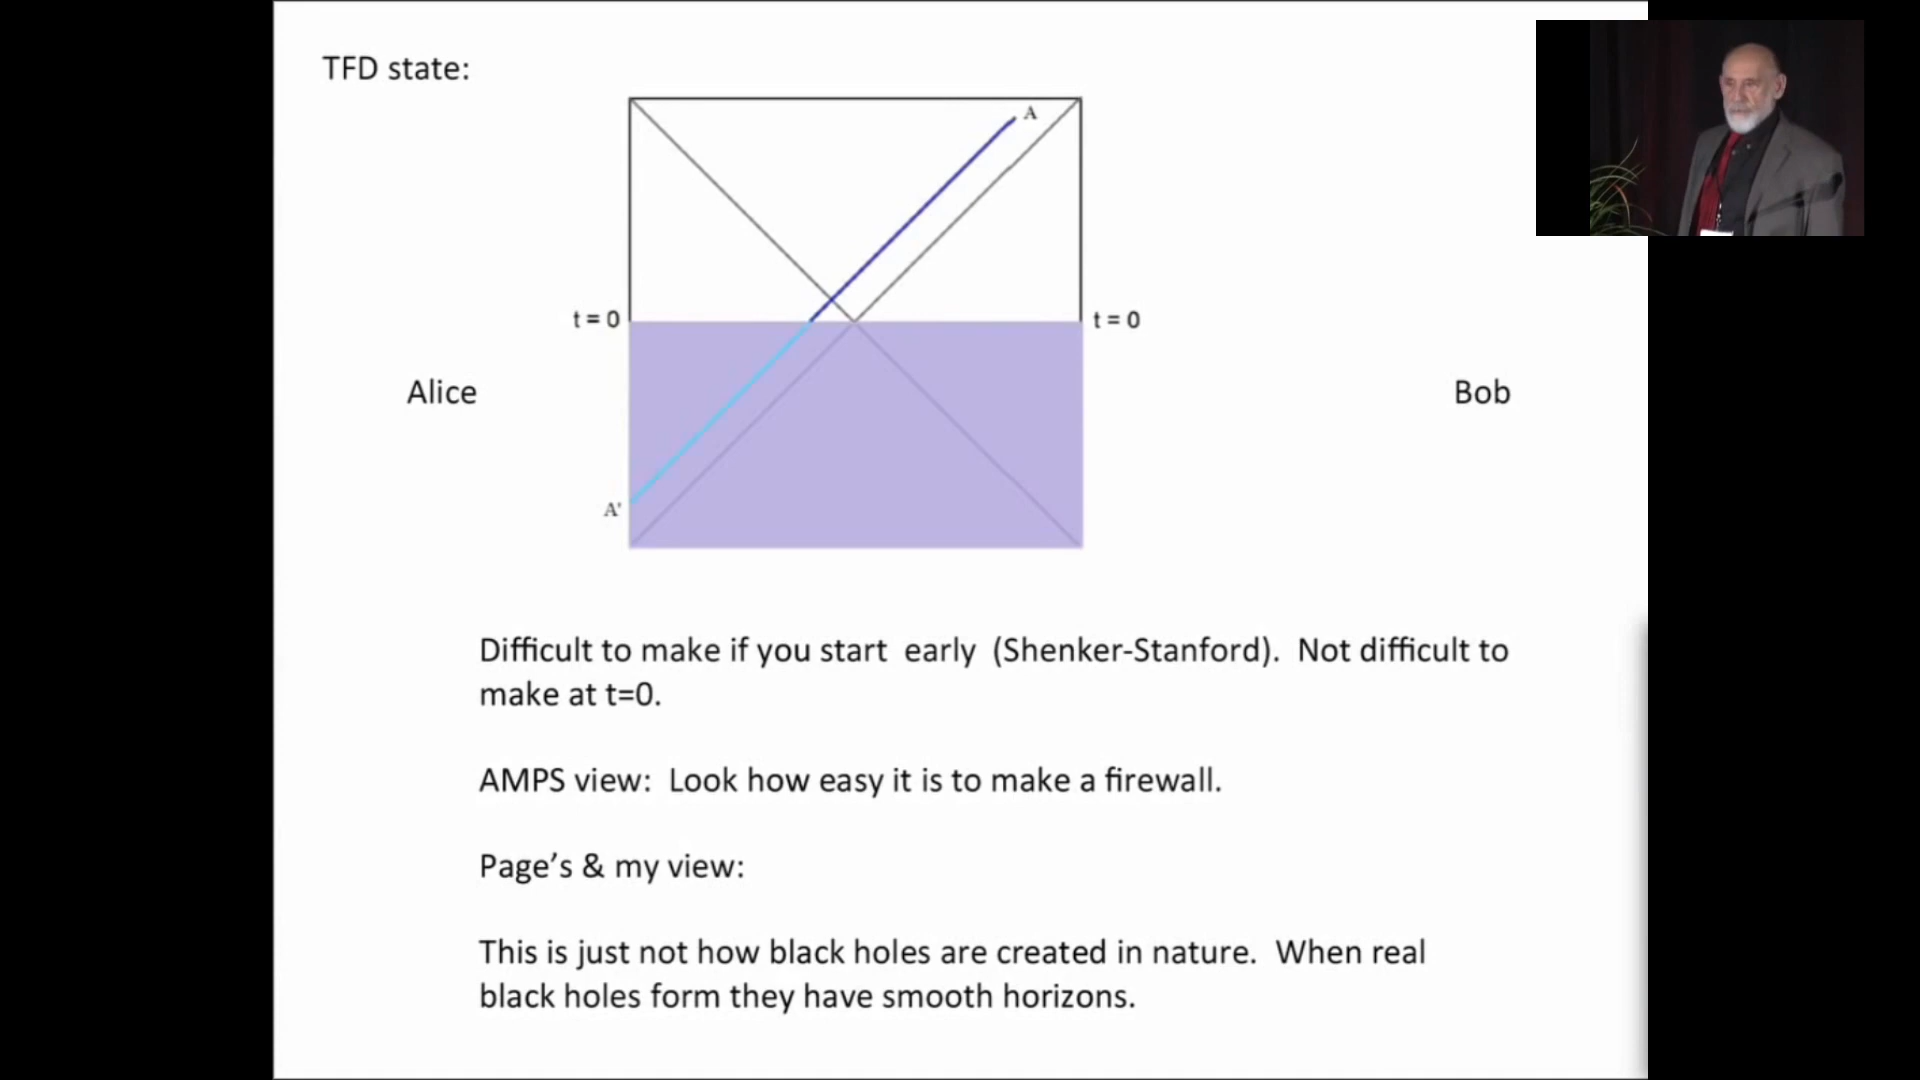 TFD state:
A
t = 0
t = 0
Alice
Bob
A'
Difficult to make if you start early (Shenker-Stanford). Not difficult to
make at t=0.
AMPS view: Look how easy it is to make a firewall.
Page's & my view:
This is just not how black holes are created in nature. When real
black holes form they have smooth horizons.